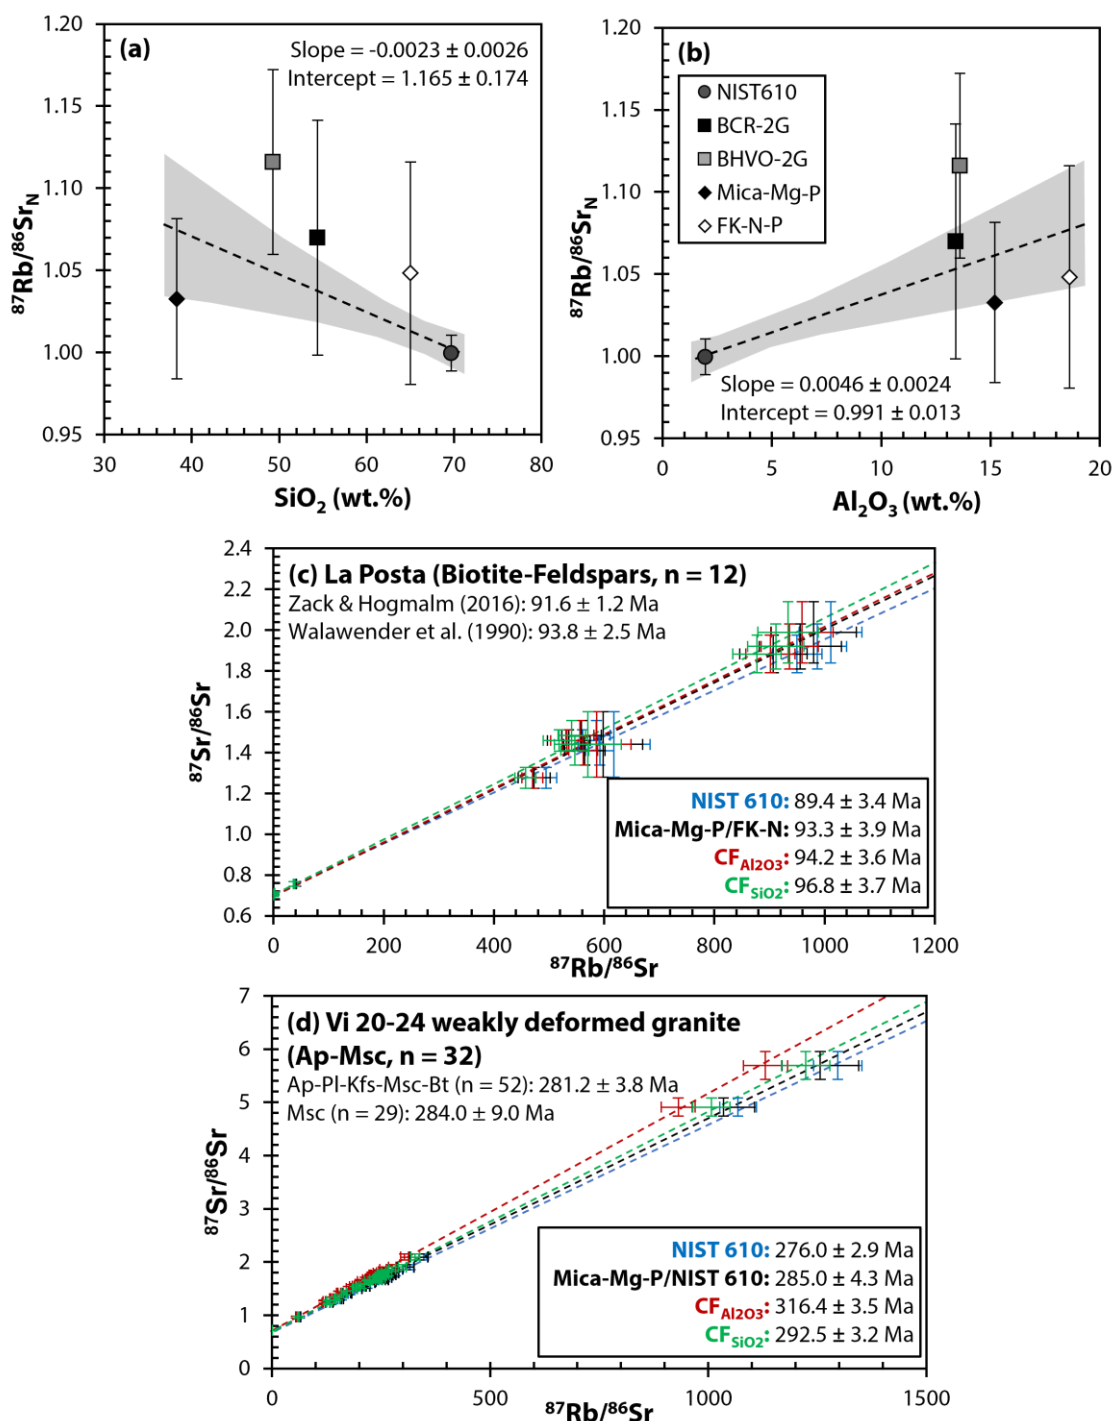 (a)
Slope = -0.0023 ± 0.0026
Intercept = 1.165 ± 0.174
1.20
1.15
1.10
1.05
1.00
0.95
87Rb/86SrN
30 40 50 60 70 80
SiO2 (wt.%)
(b)
NIST610
BCR-2G
BHVO-2G
Mica-Mg-P
FK-N-P
1.20
1.15
1.10
1.05
1.00
0.95
87Rb/86SrN
Slope = 0.0046 ± 0.0024
Intercept = 0.991 ± 0.013
0 5 10 15 20
Al2O3 (wt.%)
(c) La Posta (Biotite-Feldspars, n = 12)
Zack & Hogmalm (2016): 91.6 ± 1.2 Ma
Walawender et al. (1990): 93.8 ± 2.5 Ma
2.4
2.2
2.0
1.8
1.6
1.4
1.2
1.0
0.8
0.6
87Sr/86Sr
NIST 610: 89.4 ± 3.4 Ma
Mica-Mg-P/FK-N: 93.3 ± 3.9 Ma
CFAl2O3: 94.2 ± 3.6 Ma
CFSiO2: 96.8 ± 3.7 Ma
0 200 400 600 800 1000 1200
87Rb/86Sr
(d) Vi 20-24 weakly deformed granite
(Ap-Msc, n = 32)
Ap-Pl-Kfs-Msc-Bt (n = 52): 281.2 ± 3.8 Ma
Msc (n = 29): 284.0 ± 9.0 Ma
7
6
5
4
3
2
1
0
87Sr/86Sr
NIST 610: 276.0 ± 2.9 Ma
Mica-Mg-P/NIST 610: 285.0 ± 4.3 Ma
CFAl2O3: 316.4 ± 3.5 Ma
CFSiO2: 292.5 ± 3.2 Ma
0 500 1000 1500
87Rb/86Sr